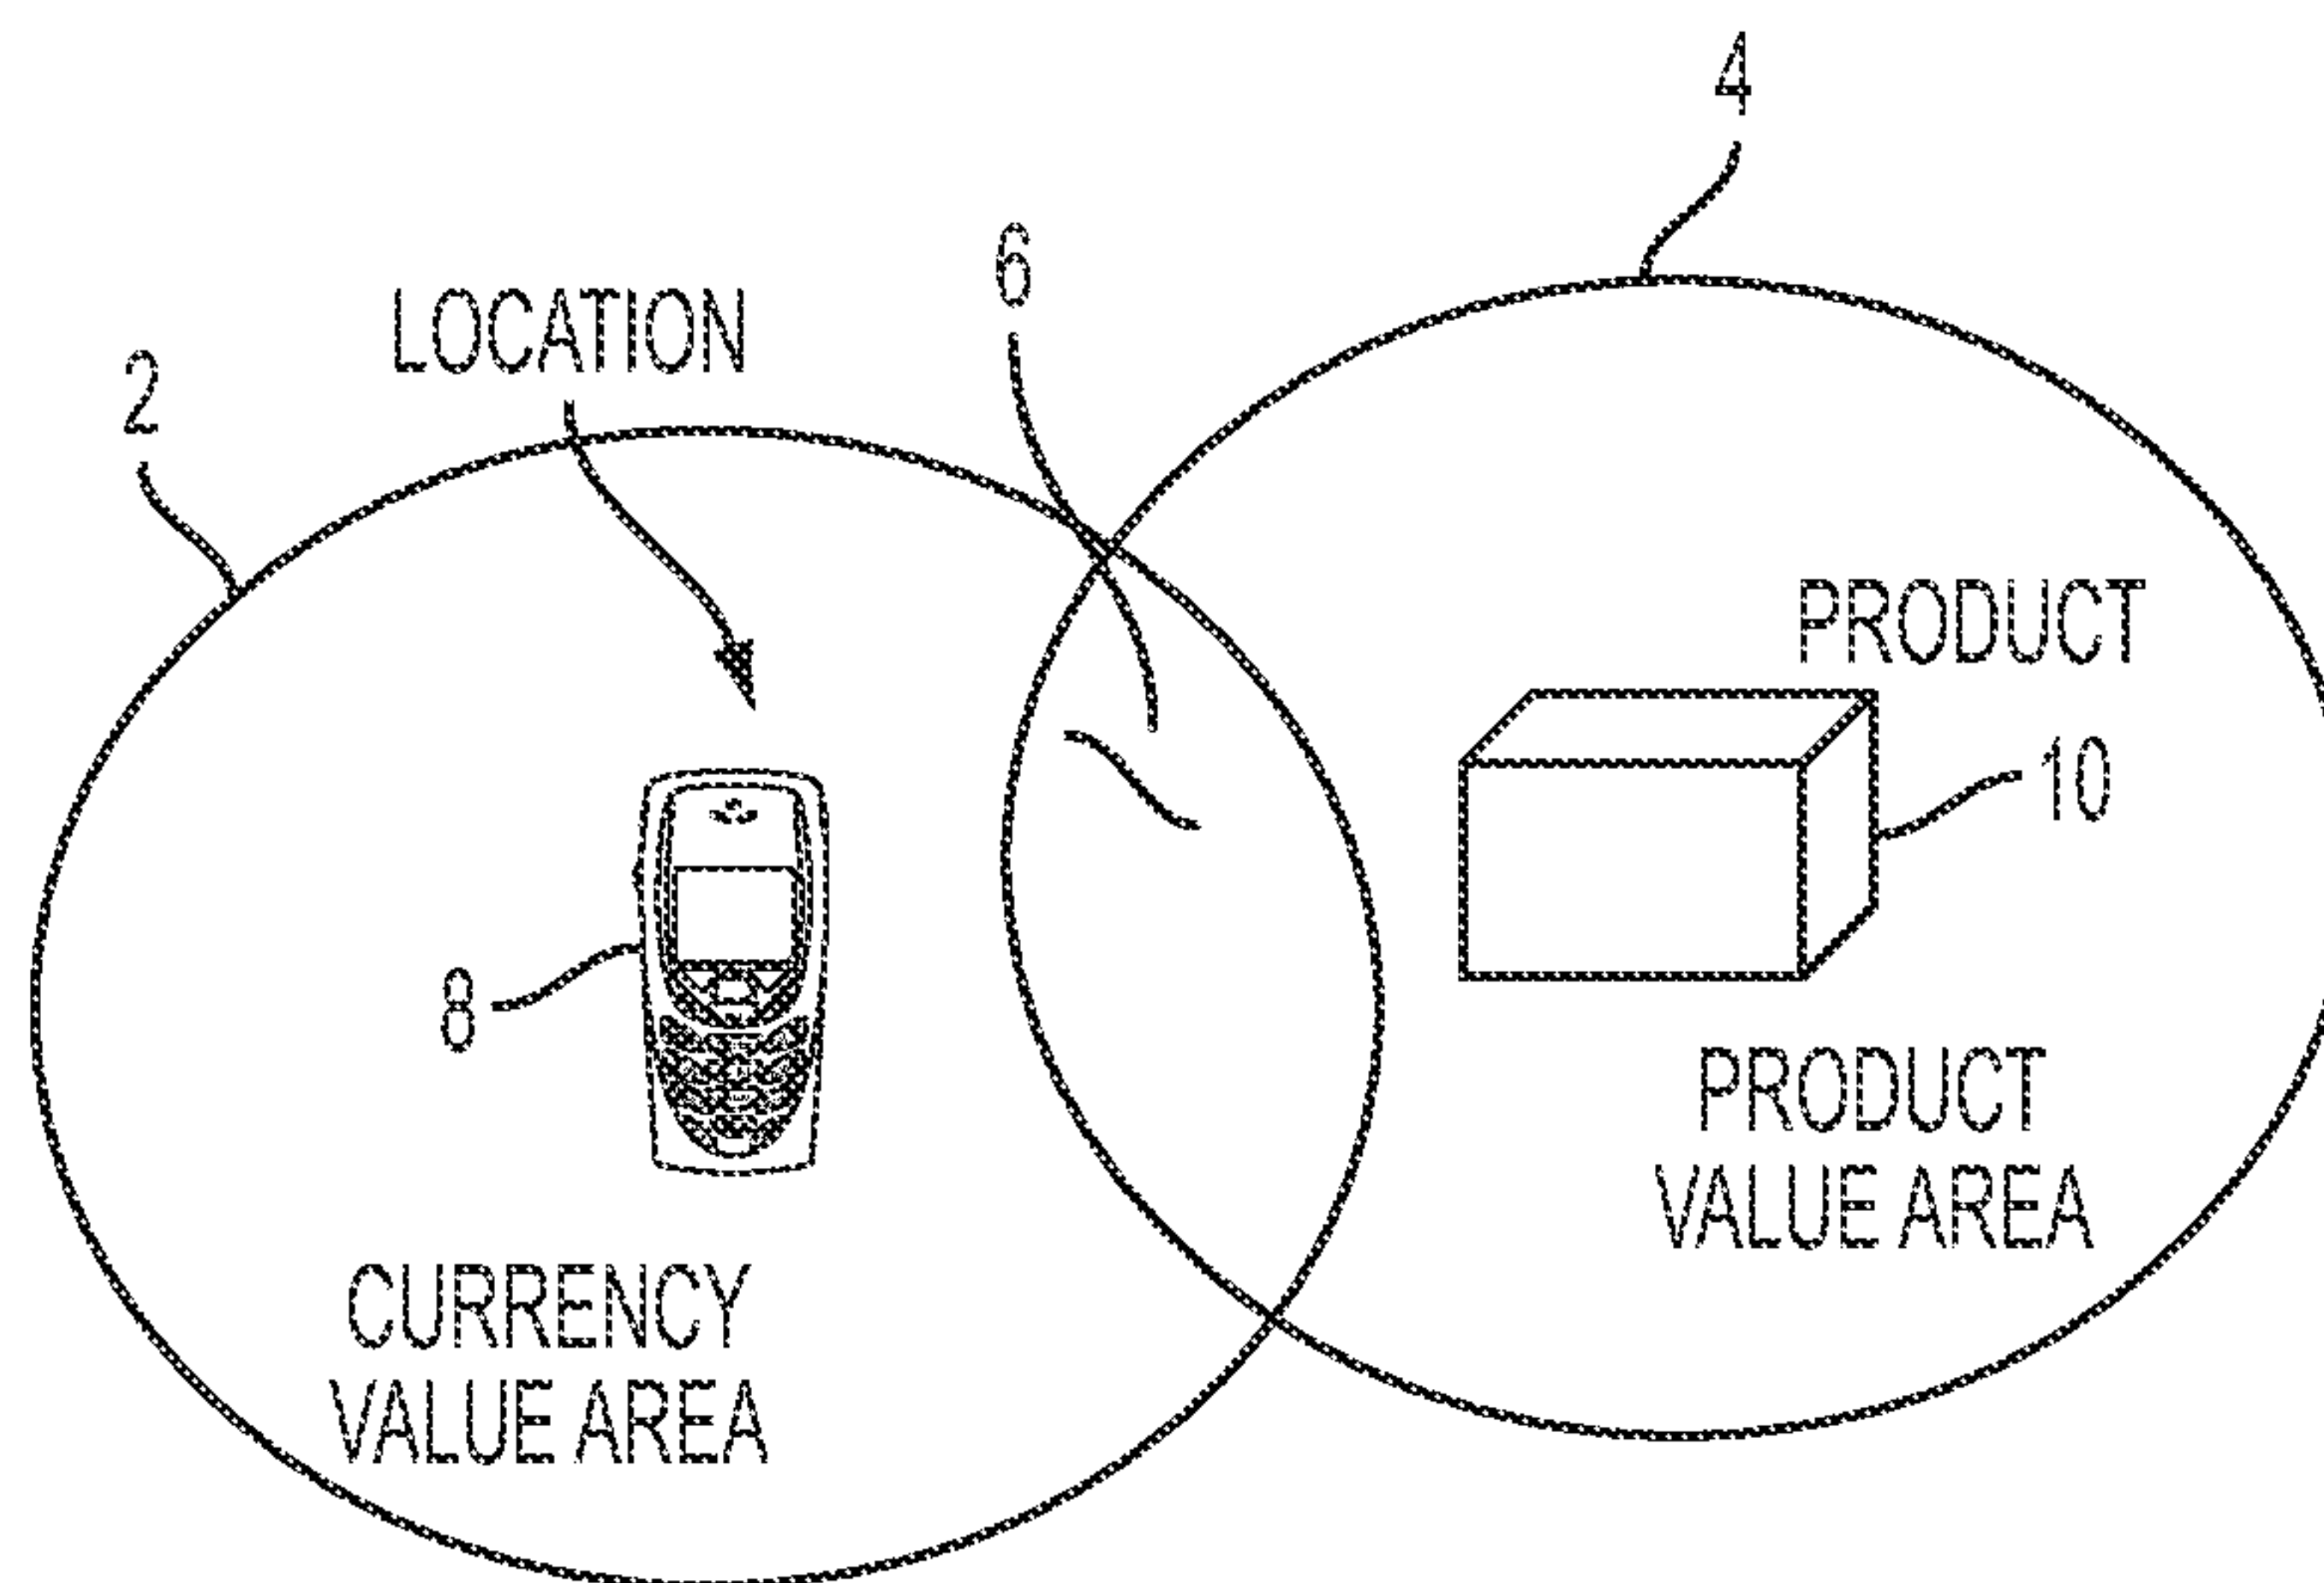 4
6
LOCATION
2
PRODUCT
10
8
PRODUCT
VALUE AREA
CURRENCY
VALUE AREA